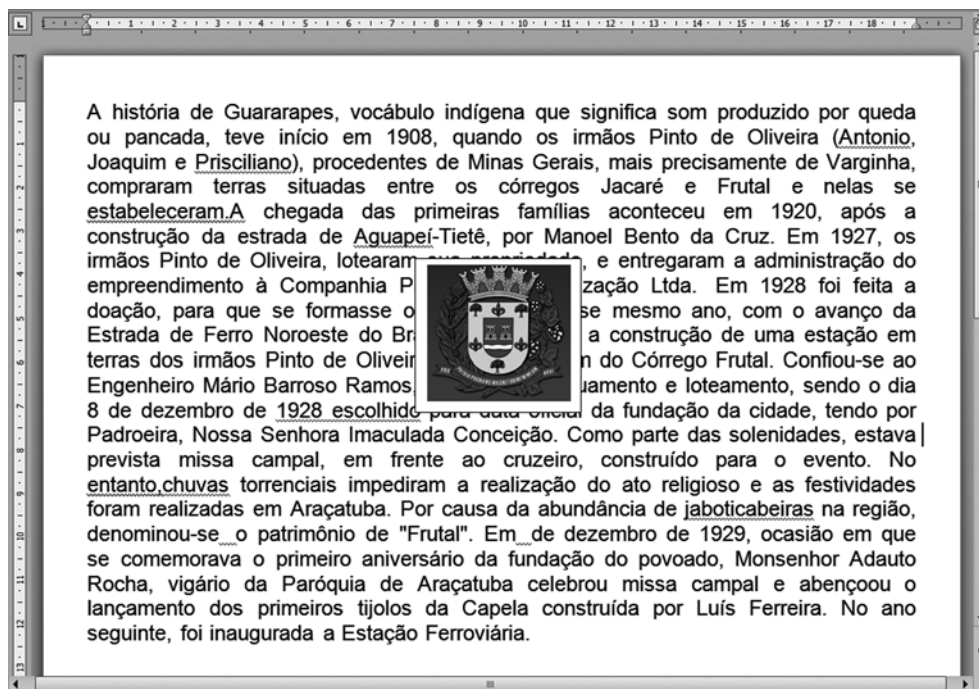 A história de Guararapes, vocábulo indígena que significa som produzido por queda
ou pancada, teve início em 1908, quando os irmãos Pinto de Oliveira (Antonio,
Joaquim e Prisciliano), procedentes de Minas Gerais, mais precisamente de Varginha,
compraram terras situadas entre os córregos Jacaré e Frutal e nelas se
estabeleceram.A chegada das primeiras famílias aconteceu em 1920, após a
construção da estrada de Aguapeí-Tietê, por Manoel Bento da Cruz. Em 1927, os
irmãos Pinto de Oliveira, lotearam sua propriedade, e entregaram a administração do
empreendimento à Companhia P zação Ltda. Em 1928 foi feita a
doação, para que se formasse o se mesmo ano, com o avanço da
Estrada de Ferro Noroeste do Bra a construção de uma estação em
terras dos irmãos Pinto de Oliveir m do Córrego Frutal. Confiou-se ao
Engenheiro Mário Barroso Ramos, uamento e loteamento, sendo o dia
8 de dezembro de 1928 escolhido para data oficial da fundação da cidade, tendo por
Padroeira, Nossa Senhora Imaculada Conceição. Como parte das solenidades, estava
prevista missa campal, em frente ao cruzeiro, construído para o evento. No
entanto,chuvas torrenciais impediram a realização do ato religioso e as festividades
foram realizadas em Araçatuba. Por causa da abundância de jaboticabeiras na região,
denominou-se o patrimônio de "Frutal". Em de dezembro de 1929, ocasião em que
se comemorava o primeiro aniversário da fundação do povoado, Monsenhor Adauto
Rocha, vigário da Paróquia de Araçatuba celebrou missa campal e abençoou o
lançamento dos primeiros tijolos da Capela construída por Luís Ferreira. No ano
seguinte, foi inaugurada a Estação Ferroviária.